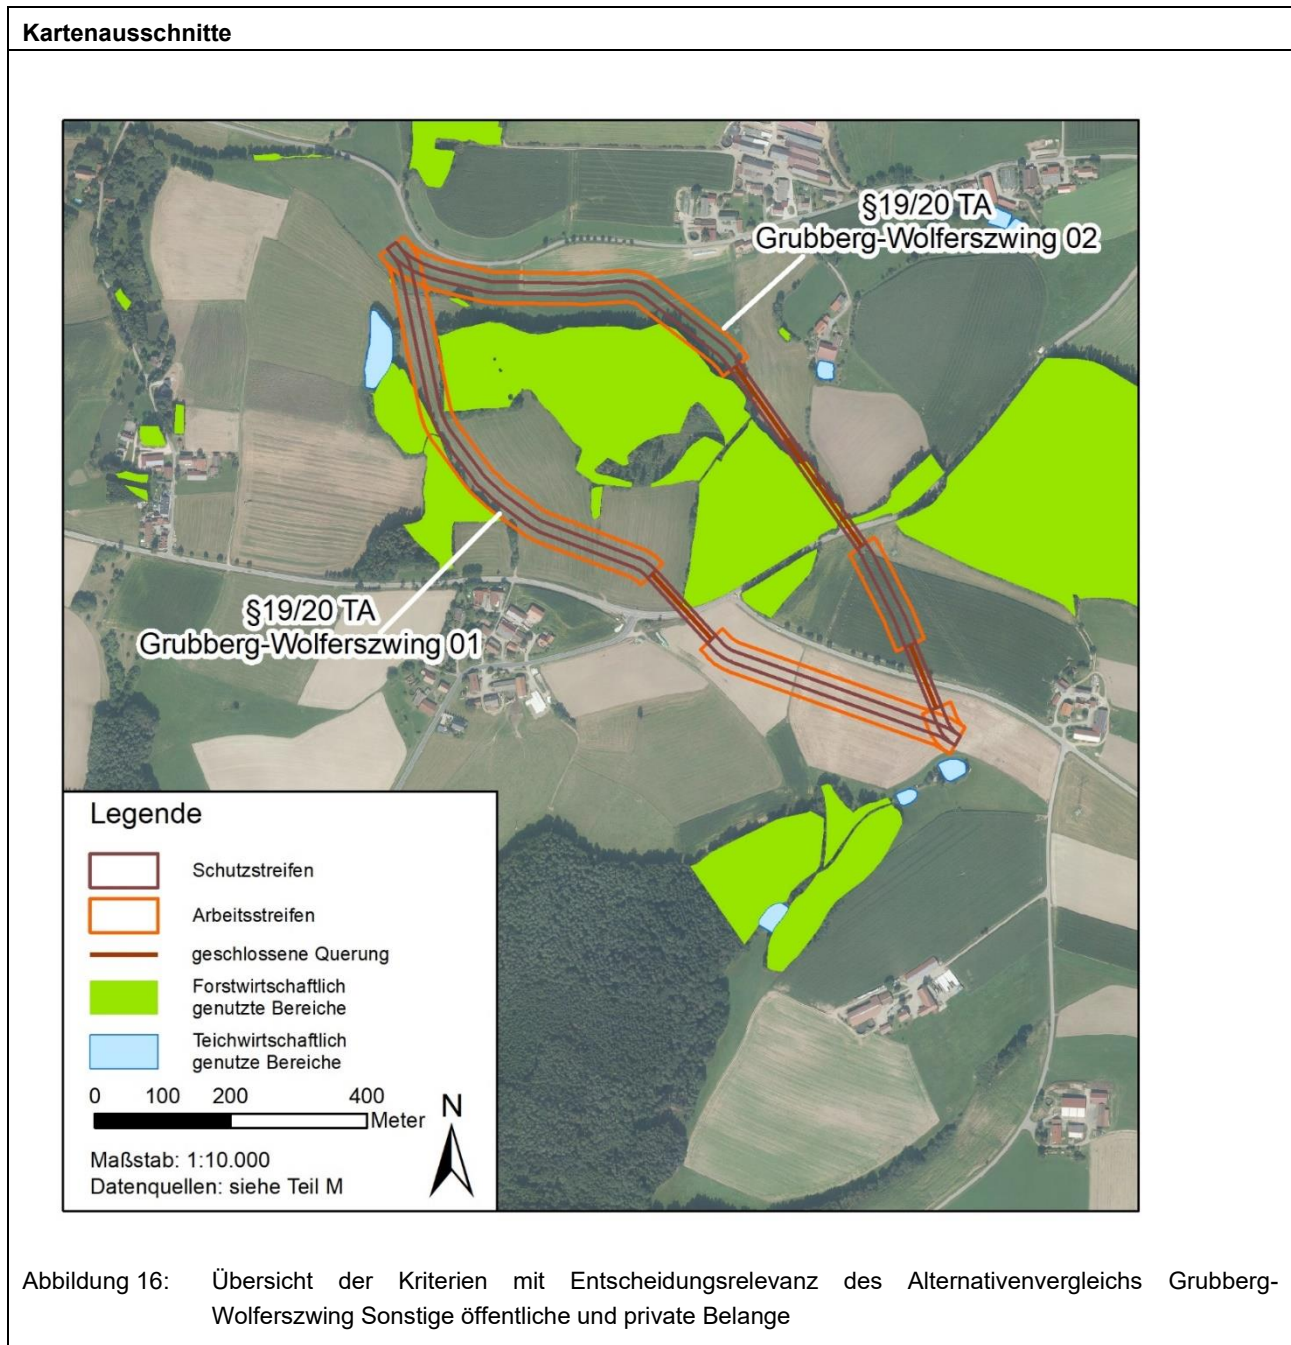 Kartenausschnitte
§19/20 TA
Grubberg-Wolferszwing 02
§19/20 TA
Grubberg-Wolferszwing 01
Legende
Schutzstreifen
Arbeitsstreifen
geschlossene Querung
Forstwirtschaftlich
genutzte Bereiche
Teichwirtschaftlich
genutze Bereiche
0 100 200 400
Meter
N
Maßstab: 1:10.000
Datenquellen: siehe Teil M
Abbildung 16: Übersicht der Kriterien mit Entscheidungsrelevanz des Alternativenvergleichs Grubberg-
Wolferszwing Sonstige öffentliche und private Belange